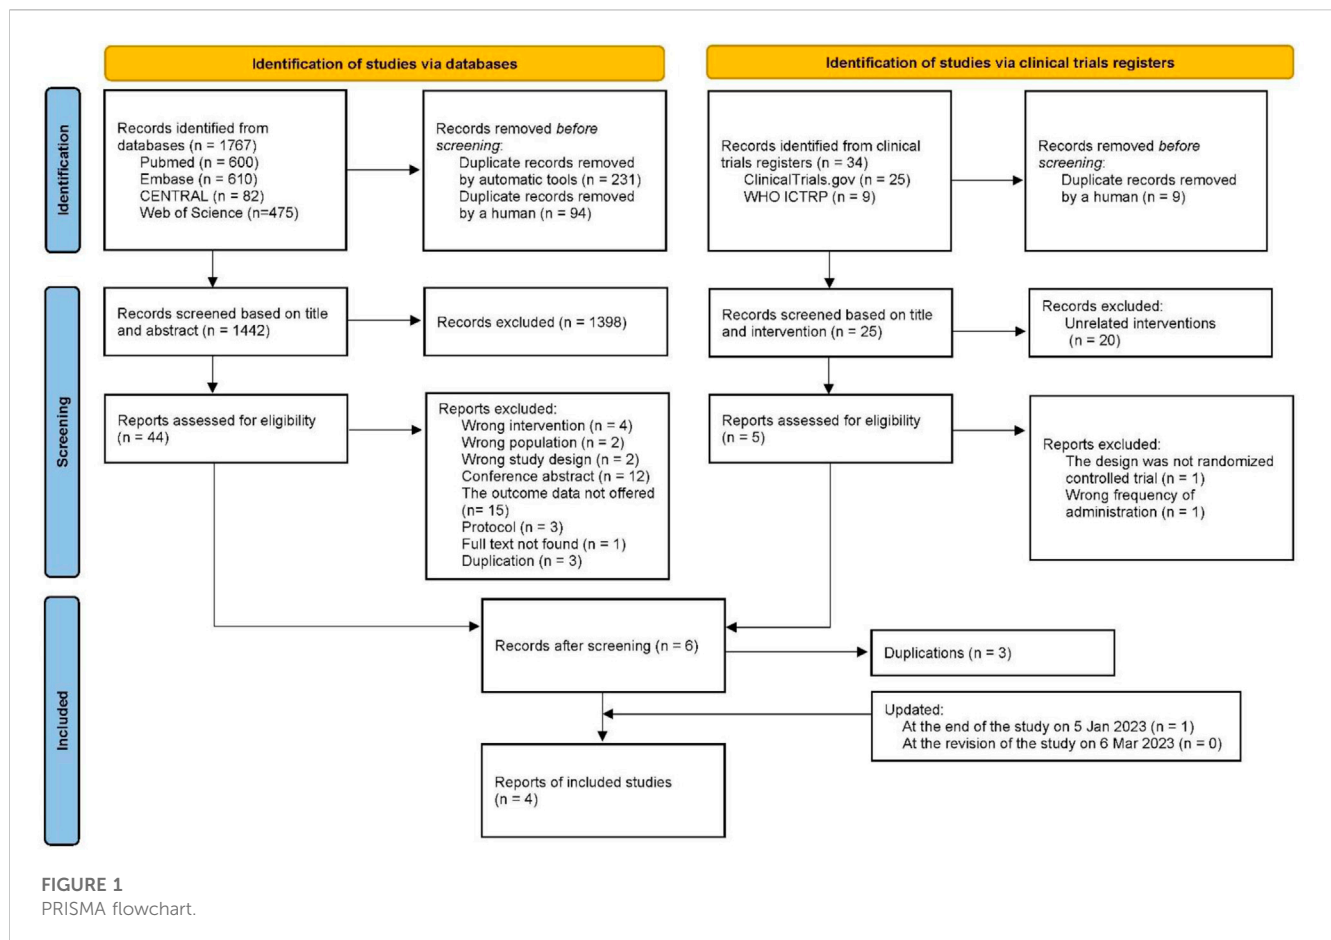 Identification of studies via databases
Identification of studies via clinical trials registers
Identification
Records identified from
databases (n = 1767)
Pubmed (n = 600)
Embase (n = 610)
CENTRAL (n = 82)
Web of Science (n=475)
Records removed before
screening:
Duplicate records removed
by automatic tools (n = 231)
Duplicate records removed
by a human (n = 94)
Records identified from clinical
trials registers (n = 34)
ClinicalTrials.gov (n = 25)
WHO ICTRP (n = 9)
Records removed before
screening:
Duplicate records removed
by a human (n = 9)
Screening
Records screened based on title
and abstract (n = 1442)
Records excluded (n = 1398)
Records screened based on title
and intervention (n = 25)
Records excluded:
Unrelated interventions
(n = 20)
Reports assessed for eligibility
(n = 44)
Reports excluded:
Wrong intervention (n = 4)
Wrong population (n = 2)
Wrong study design (n = 2)
Conference abstract (n = 12)
The outcome data not offered
(n= 15)
Protocol (n = 3)
Full text not found (n = 1)
Duplication (n = 3)
Reports assessed for eligibility
(n = 5)
Reports excluded:
The design was not randomized
controlled trial (n = 1)
Wrong frequency of
administration (n = 1)
Included
Records after screening (n = 6)
Duplications (n = 3)
Updated:
At the end of the study on 5 Jan 2023 (n = 1)
At the revision of the study on 6 Mar 2023 (n = 0)
Reports of included studies
(n = 4)
FIGURE 1
PRISMA flowchart.